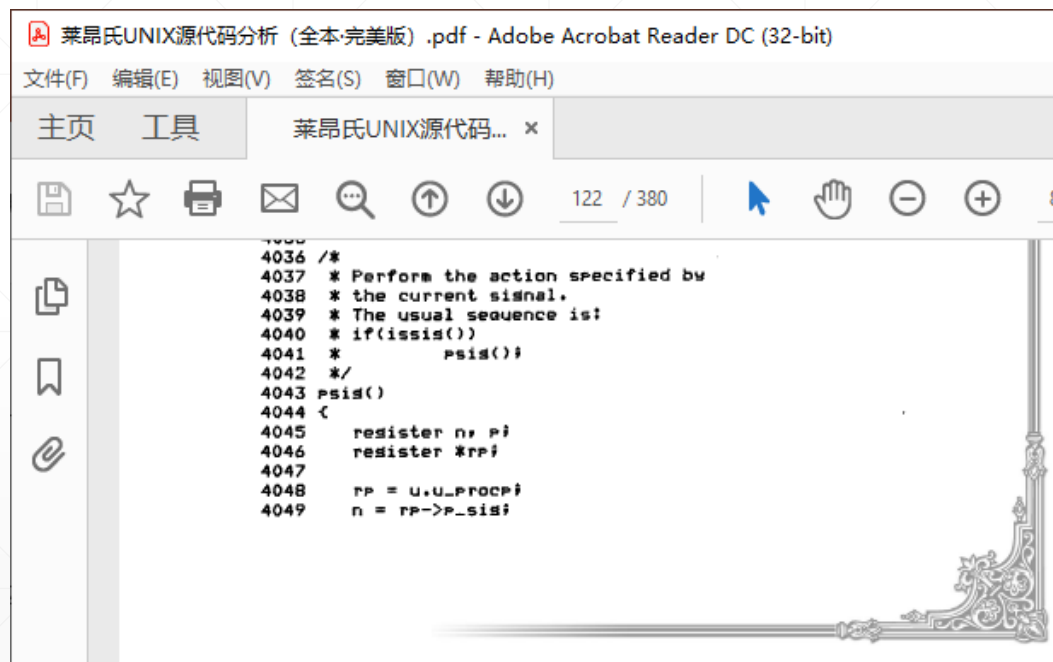 莱昂氏UNIX源代码分析（全本·完美版）.pdf - Adobe Acrobat Reader DC (32-bit)
文件(F) 编辑(E) 视图(V) 签名(S) 窗口(W) 帮助(H)
主页 工具 莱昂氏UNIX源代码... ×
122 / 380
4036 /*
4037 * Perform the action specified by
4038 * the current signal.
4039 * The usual sequence is:
4040 * if(issig())
4041 * psig();
4042 */
4043 psig()
4044 {
4045 register n, p;
4046 register *rp;
4047
4048 rp = u.u_procp;
4049 n = rp->p_sig;